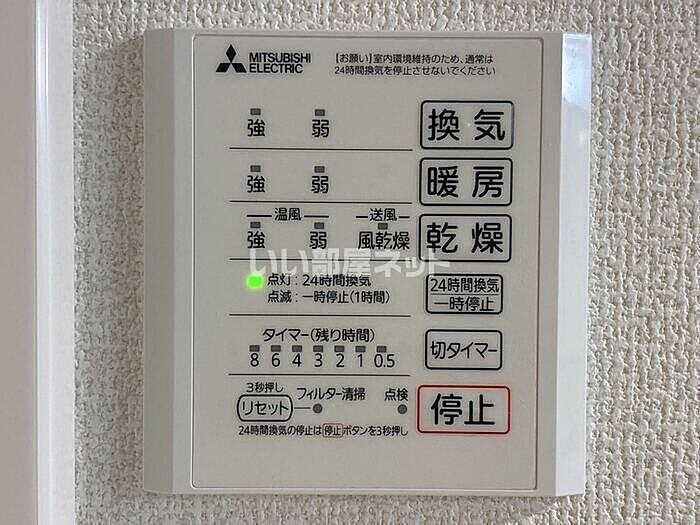 MITSUBISHI
ELECTRIC
【お願い】室内環境維持のため、通常は
24時間換気を停止させないでください
強 弱 換気
強 弱 暖房
温風 送風
強 弱 風乾燥 乾燥
いい部屋ネット
点灯：24時間換気
点滅：一時停止(1時間)
24時間換気
一時停止
タイマー(残り時間)
8 6 4 3 2 1 0.5
切タイマー
3秒押し
リセット フィルター清掃 点検
停止
24時間換気の停止は停止ボタンを3秒押し